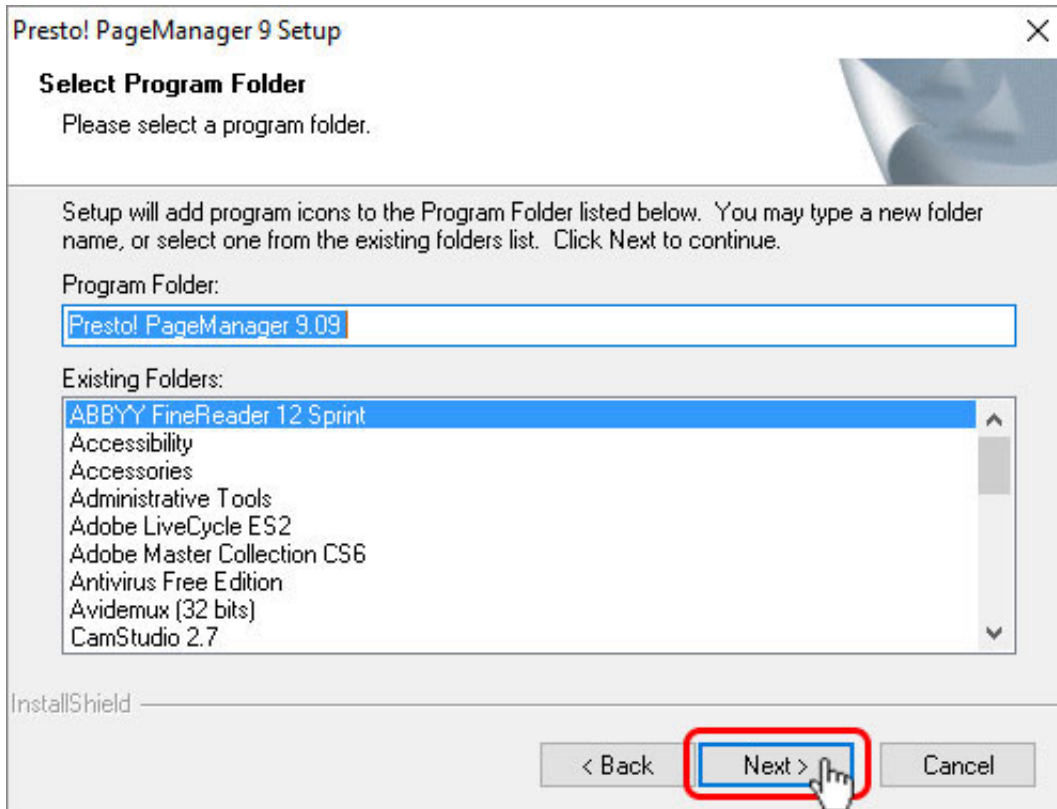 Presto! PageManager 9 Setup
Select Program Folder
Please select a program folder.
Setup will add program icons to the Program Folder listed below.  You may type a new folder
name, or select one from the existing folders list.  Click Next to continue.
Program Folder:
Presto! PageManager 9.09
Existing Folders:
ABBYY FineReader 12 Sprint
Accessibility
Accessories
Administrative Tools
Adobe LiveCycle ES2
Adobe Master Collection CS6
Antivirus Free Edition
Avidemux (32 bits)
CamStudio 2.7
InstallShield
< Back
Next >
Cancel